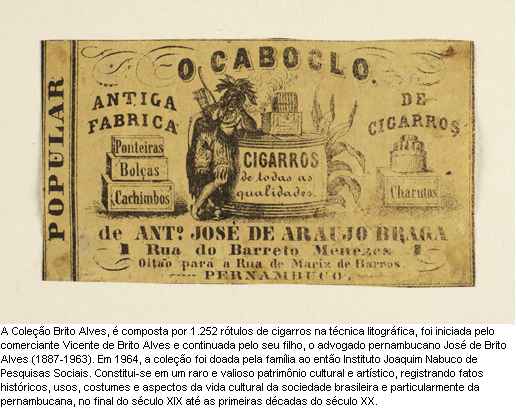 POPULAR
O CABOCLO.
ANTIGA
FABRICA
DE
CIGARROS
Ponteiras
Bolças
Cachimbos
CIGARROS
de todas as
qualidades.
Charutos
de ANTº. JOSÉ DE ARAUJO BRAGA
1 Rua do Barreto Menezes 1
Oitão para a Rua de Mariz de Barros.
PERNAMBUCO.
A Coleção Brito Alves, é composta por 1.252 rótulos de cigarros na técnica litográfica, foi iniciada pelo
comerciante Vicente de Brito Alves e continuada pelo seu filho, o advogado pernambucano José de Brito
Alves (1887-1963). Em 1964, a coleção foi doada pela família ao então Instituto Joaquim Nabuco de
Pesquisas Sociais. Constitui-se em um raro e valioso patrimônio cultural e artístico, registrando fatos
históricos, usos, costumes e aspectos da vida cultural da sociedade brasileira e particularmente da
pernambucana, no final do século XIX até as primeiras décadas do século XX.